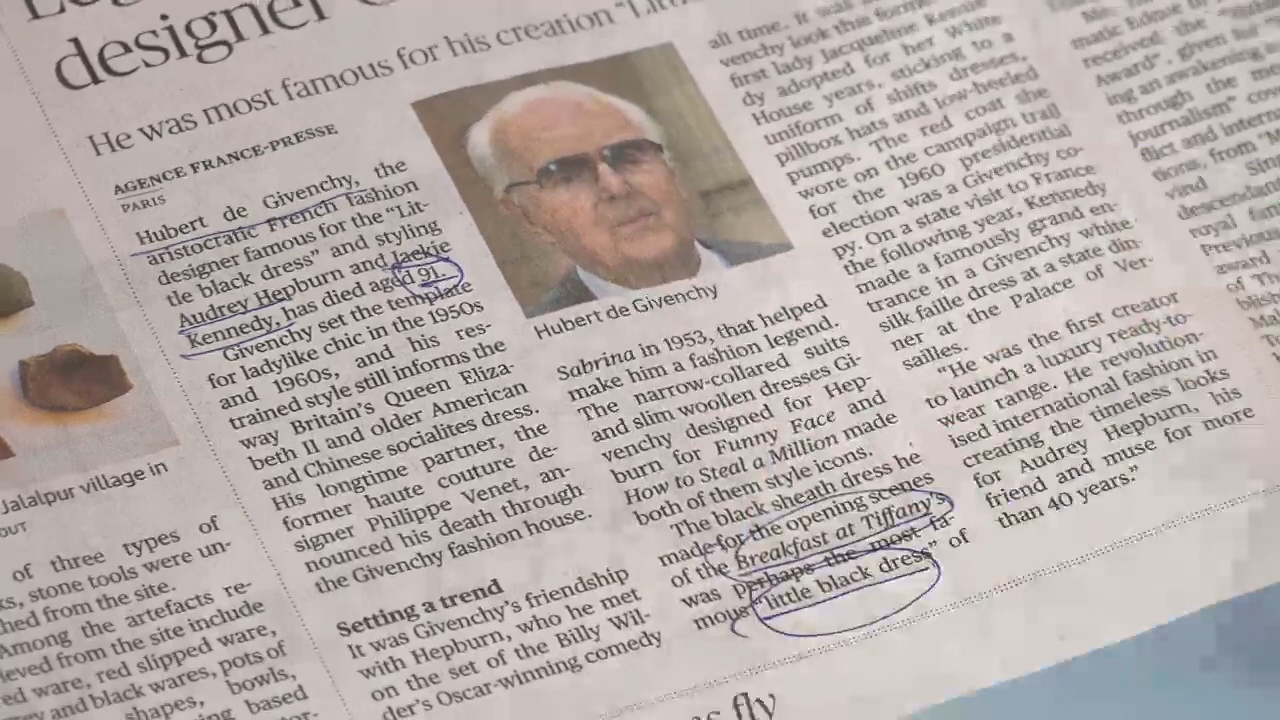 designer
He was most famous for his creation "Little
AGENCE FRANCE-PRESSE
PARIS
Hubert de Givenchy, the
aristocratic French fashion
designer famous for the "Lit-
tle black dress" and styling
Audrey Hepburn and Jackie
Kennedy, has died aged 91.
Givenchy set the template
for ladylike chic in the 1950s
and 1960s, and his res-
trained style still informs the
way Britain's Queen Eliza-
beth II and older American
and Chinese socialites dress.
His longtime partner, the
former haute couture de-
signer Philippe Venet, an-
nounced his death through
the Givenchy fashion house.
Setting a trend
It was Givenchy's friendship
with Hepburn, who he met
on the set of the Billy Wil-
der's Oscar-winning comedy
Hubert de Givenchy
Sabrina in 1953, that helped
make him a fashion legend.
The narrow-collared suits
and slim woollen dresses Gi-
venchy designed for Hep-
burn for Funny Face and
How to Steal a Million made
both of them style icons.
The black sheath dress he
made for the opening scenes
of the Breakfast at Tiffany's
was perhaps the most fa-
mous "little black dress" of
all time. It was
venchy look that former
first lady Jacqueline Kenne-
dy adopted for her White
House years, sticking to a
uniform of shifts dresses,
pillbox hats and low-heeled
pumps. The red coat she
wore on the campaign trail
for the 1960 presidential
election was a Givenchy co-
py. On a state visit to France
the following year, Kennedy
made a famously grand en-
trance in a Givenchy white
silk faille dress at a state din-
ner at the Palace of Ver-
sailles.
"He was the first creator
to launch a luxury ready-to-
wear range. He revolution-
ised international fashion in
creating the timeless looks
for Audrey Hepburn, his
friend and muse for more
than 40 years."
received the
Award", given for
ing an awakening
through the
journalism"
flict and
tions, from
vind
descendant
royal
Previous
award
of
Jalalpur village in
of three types of
stone tools were un-
from the site.
Among the artefacts re-
from the site include
ware, red slipped ware,
and black wares, pots of
shapes, bowls,
based
fly